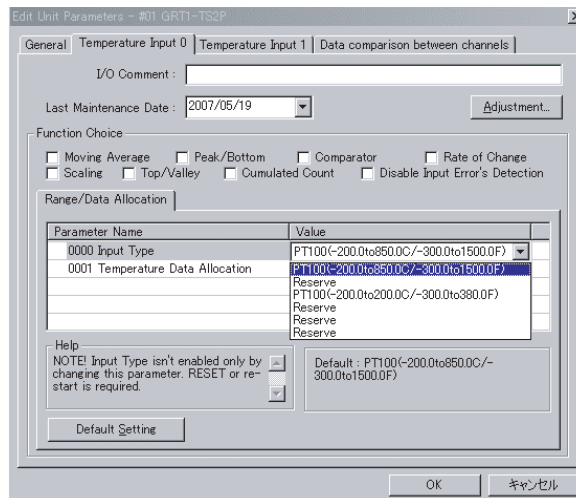 Edit Unit Parameters - #01 GRT1-TS2P
General Temperature Input 0 Temperature Input 1 Data comparison between channels
I/O Comment :
Last Maintenance Date : 2007/05/19 Adjustment...
Function Choice
Moving Average Peak/Bottom Comparator Rate of Change
Scaling Top/Valley Cumulated Count Disable Input Error's Detection
Range/Data Allocation
Parameter Name Value
0000 Input Type PT100(-200.0to850.0C/-300.0to1500.0F)
0001 Temperature Data Allocation PT100(-200.0to850.0C/-300.0to1500.0F)
Reserve
PT100(-200.0to200.0C/-300.0to380.0F)
Reserve
Reserve
Reserve
Help
NOTE! Input Type isn't enabled only by
changing this parameter. RESET or re-
start is required.
Default : PT100(-200.0to850.0C/-
300.0to1500.0F)
Default Setting
OK キャンセル